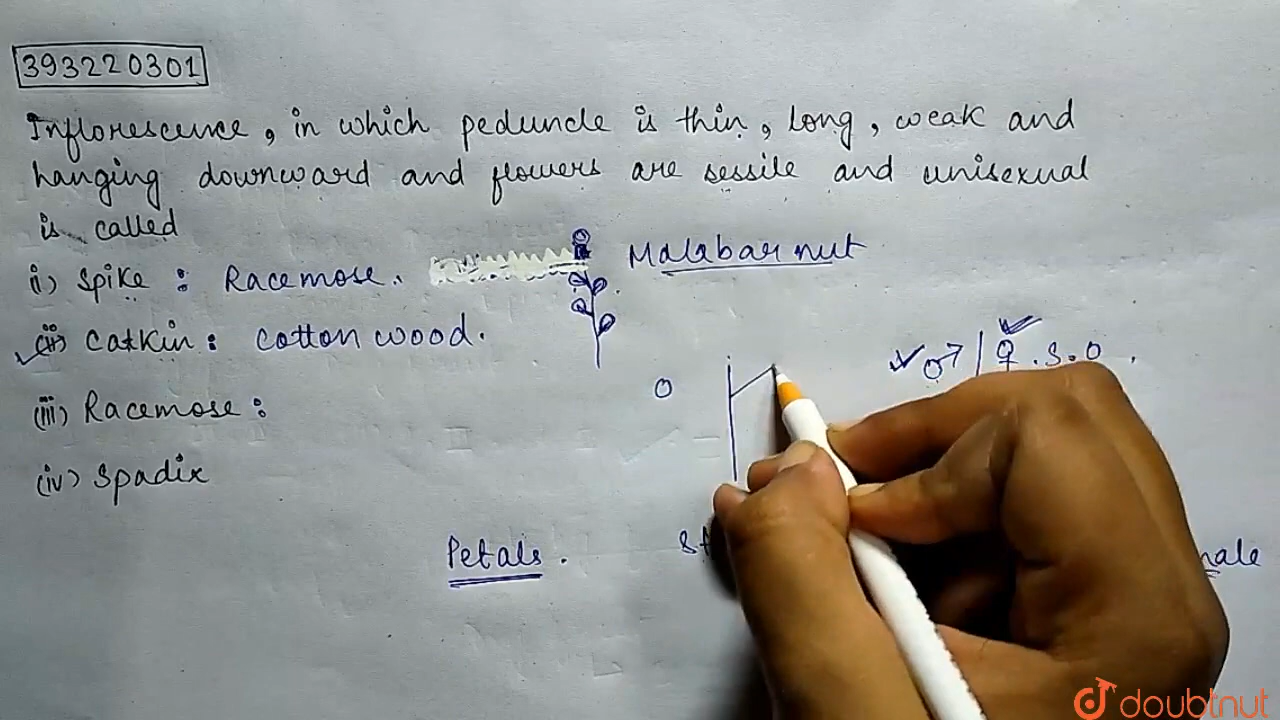 393220301
Inflorescence, in which peduncle is thin, long, weak and
hanging downward and flowers are sessile and unisexual
is called
(i) Spike : Racemose. Malabar nut
(ii) Catkin : cotton wood.
♂ / ♀ . s.o .
(iii) Racemose :
(iv) Spadix
Petals .
doubtnut